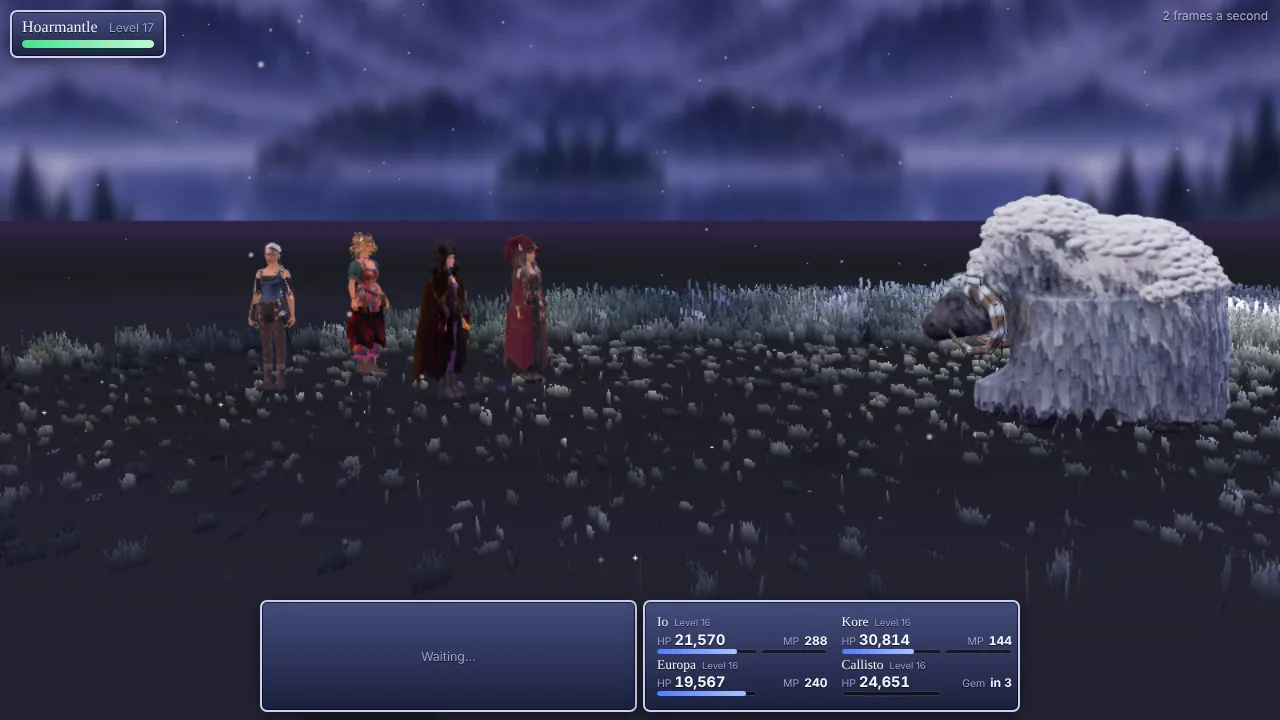 Hoarmantle Level 17
2 frames a second
Waiting...
Io Level 16
HP 21,570 MP 288
Kore Level 16
HP 30,814 MP 144
Europa Level 16
HP 19,567 MP 240
Callisto Level 16
HP 24,651 Gem in 3